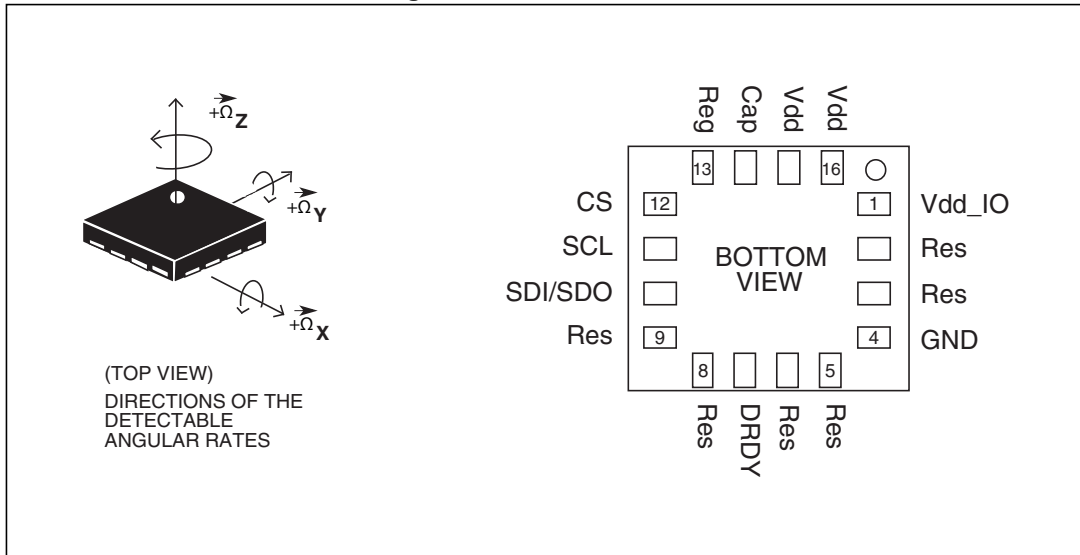 +Ω Z
+Ω Y
+Ω X
(TOP VIEW)
DIRECTIONS OF THE
DETECTABLE
ANGULAR RATES
Reg
Cap
Vdd
Vdd
13
16
CS
12
1
Vdd_IO
SCL
Res
BOTTOM
VIEW
SDI/SDO
Res
Res
9
4
GND
8
5
Res
DRDY
Res
Res